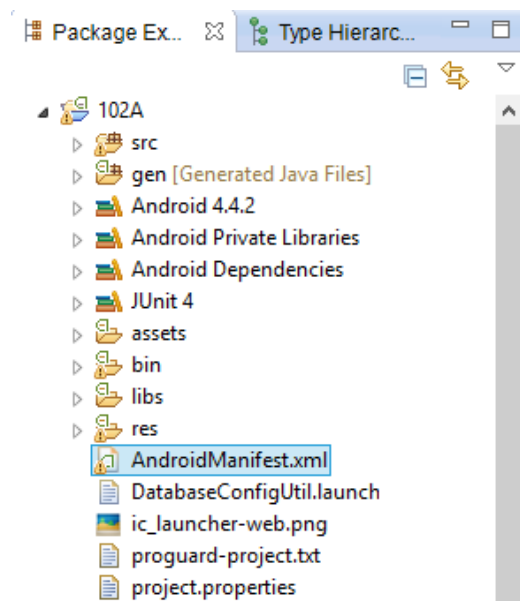 Package Ex... Type Hierarc...
102A
src
gen [Generated Java Files]
Android 4.4.2
Android Private Libraries
Android Dependencies
JUnit 4
assets
bin
libs
res
AndroidManifest.xml
DatabaseConfigUtil.launch
ic_launcher-web.png
proguard-project.txt
project.properties